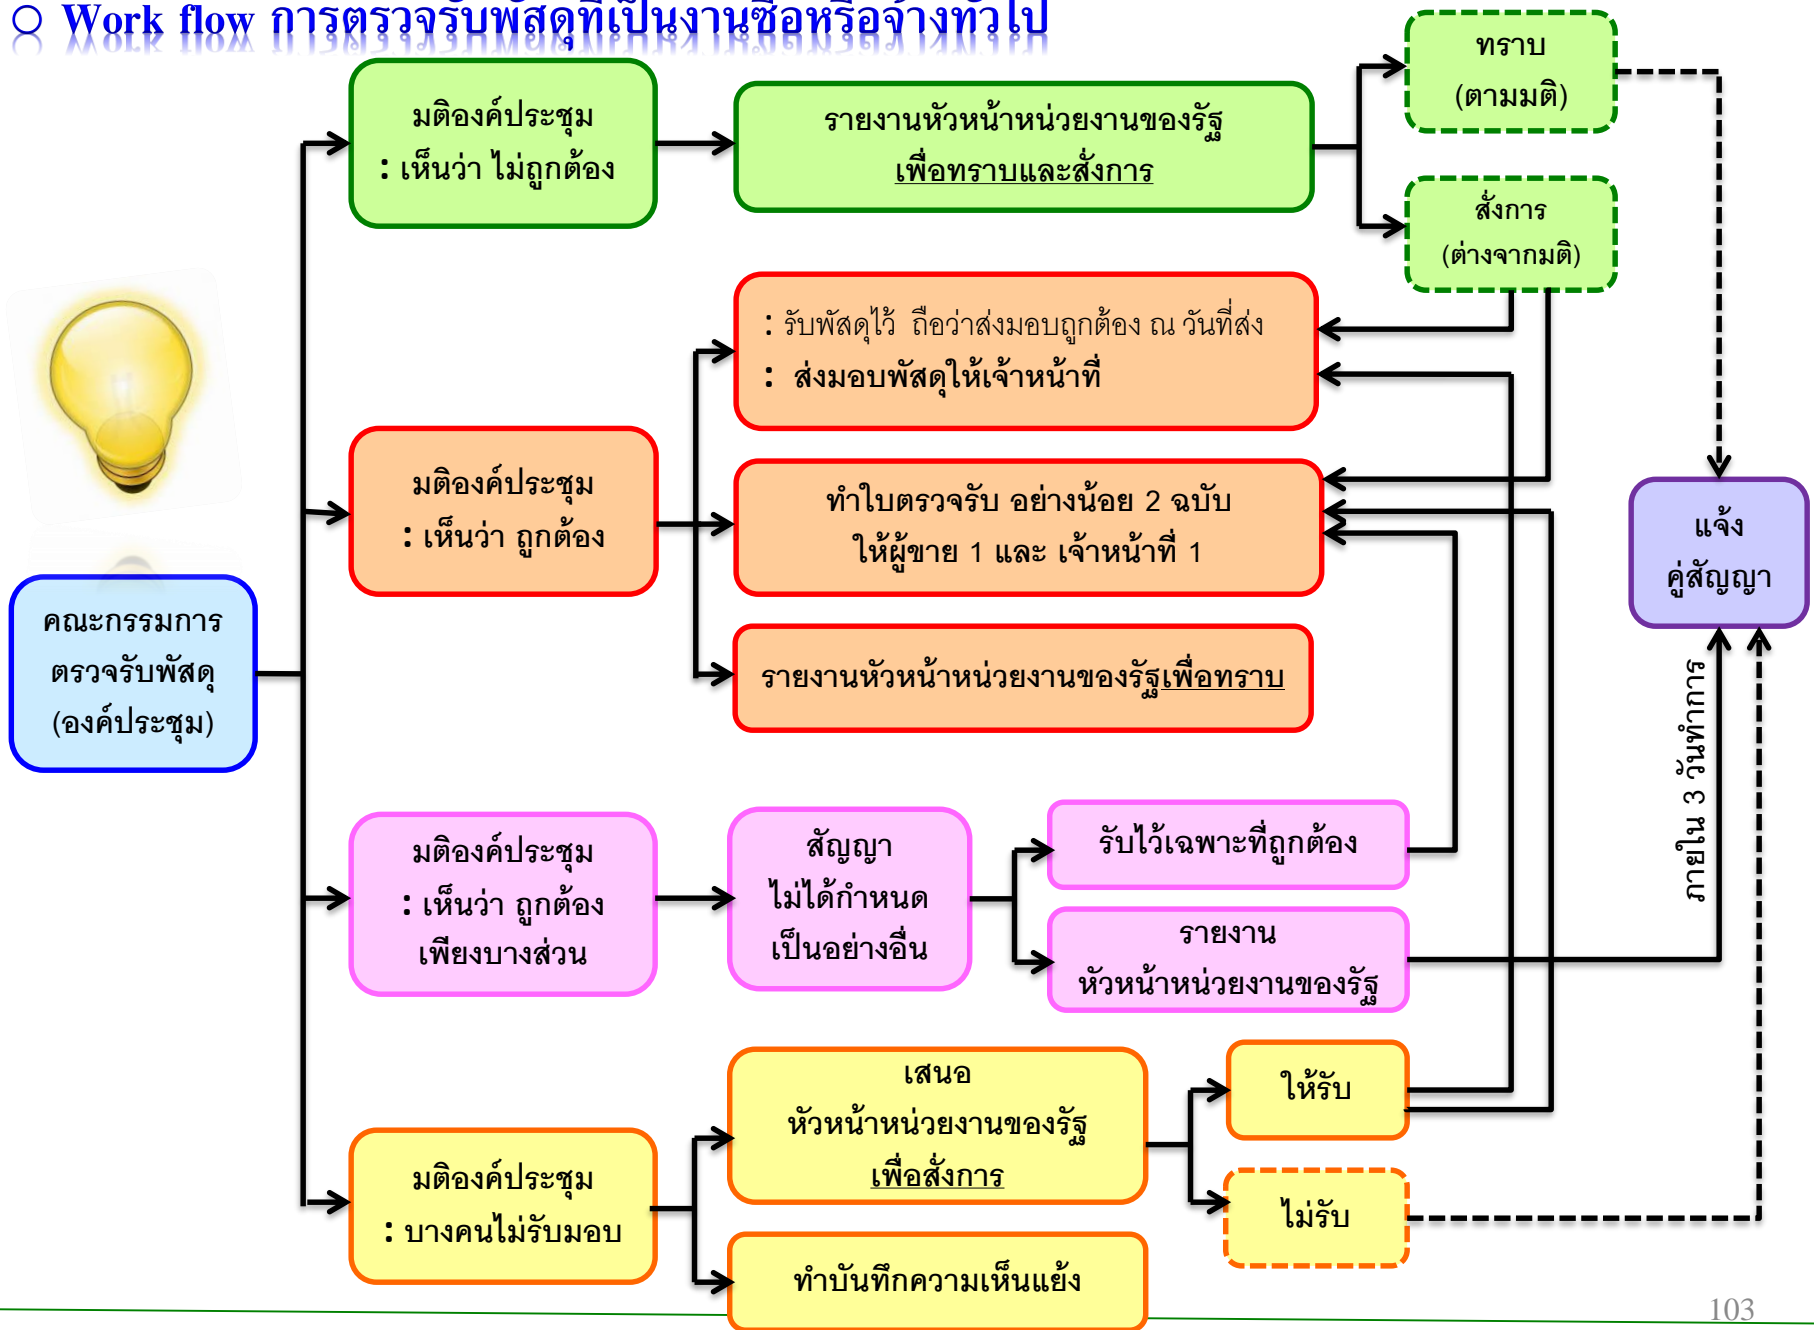 ○ Work flow การตรวจรับพัสดุที่เป็นงานซื้อหรือจ้างทั่วไป
มติองค์ประชุม
: เห็นว่า ไม่ถูกต้อง
รายงานหัวหน้าหน่วยงานของรัฐ
เพื่อทราบและสั่งการ
ทราบ
(ตามมติ)
สั่งการ
(ต่างจากมติ)
: รับพัสดุไว้ ถือว่าส่งมอบถูกต้อง ณ วันที่ส่ง
: ส่งมอบพัสดุให้เจ้าหน้าที่
มติองค์ประชุม
: เห็นว่า ถูกต้อง
ทำใบตรวจรับ อย่างน้อย 2 ฉบับ
ให้ผู้ขาย 1 และ เจ้าหน้าที่ 1
แจ้ง
คู่สัญญา
คณะกรรมการ
ตรวจรับพัสดุ
(องค์ประชุม)
รายงานหัวหน้าหน่วยงานของรัฐเพื่อทราบ
ภายใน 3 วันทำการ
มติองค์ประชุม
: เห็นว่า ถูกต้อง
เพียงบางส่วน
สัญญา
ไม่ได้กำหนด
เป็นอย่างอื่น
รับไว้เฉพาะที่ถูกต้อง
รายงาน
หัวหน้าหน่วยงานของรัฐ
มติองค์ประชุม
: บางคนไม่รับมอบ
เสนอ
หัวหน้าหน่วยงานของรัฐ
เพื่อสั่งการ
ให้รับ
ไม่รับ
ทำบันทึกความเห็นแย้ง
103